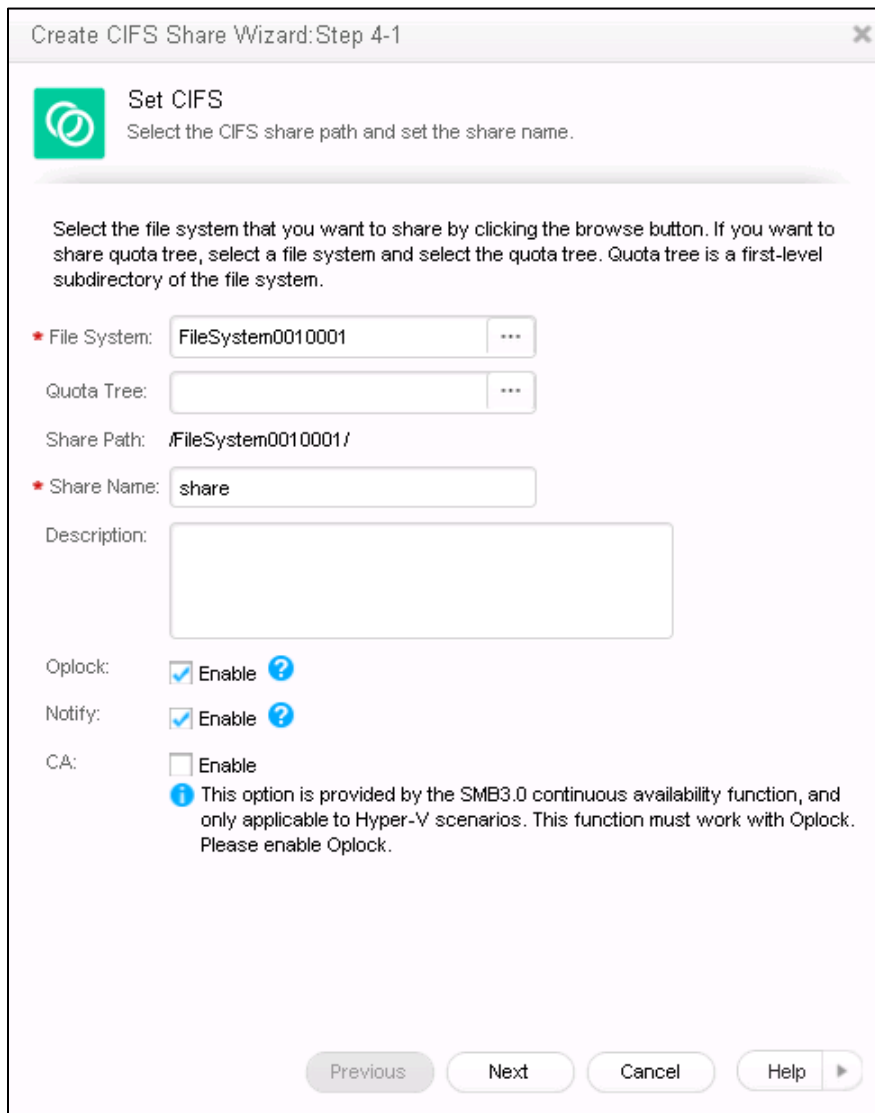 Create CIFS Share Wizard:Step 4-1
Set CIFS
Select the CIFS share path and set the share name.
Select the file system that you want to share by clicking the browse button. If you want to
share quota tree, select a file system and select the quota tree. Quota tree is a first-level
subdirectory of the file system.
* File System: FileSystem0010001 ...
Quota Tree: ...
Share Path: /FileSystem0010001/
* Share Name: share
Description:
Oplock: Enable ?
Notify: Enable ?
CA: Enable
This option is provided by the SMB3.0 continuous availability function, and
only applicable to Hyper-V scenarios. This function must work with Oplock.
Please enable Oplock.
Previous Next Cancel Help